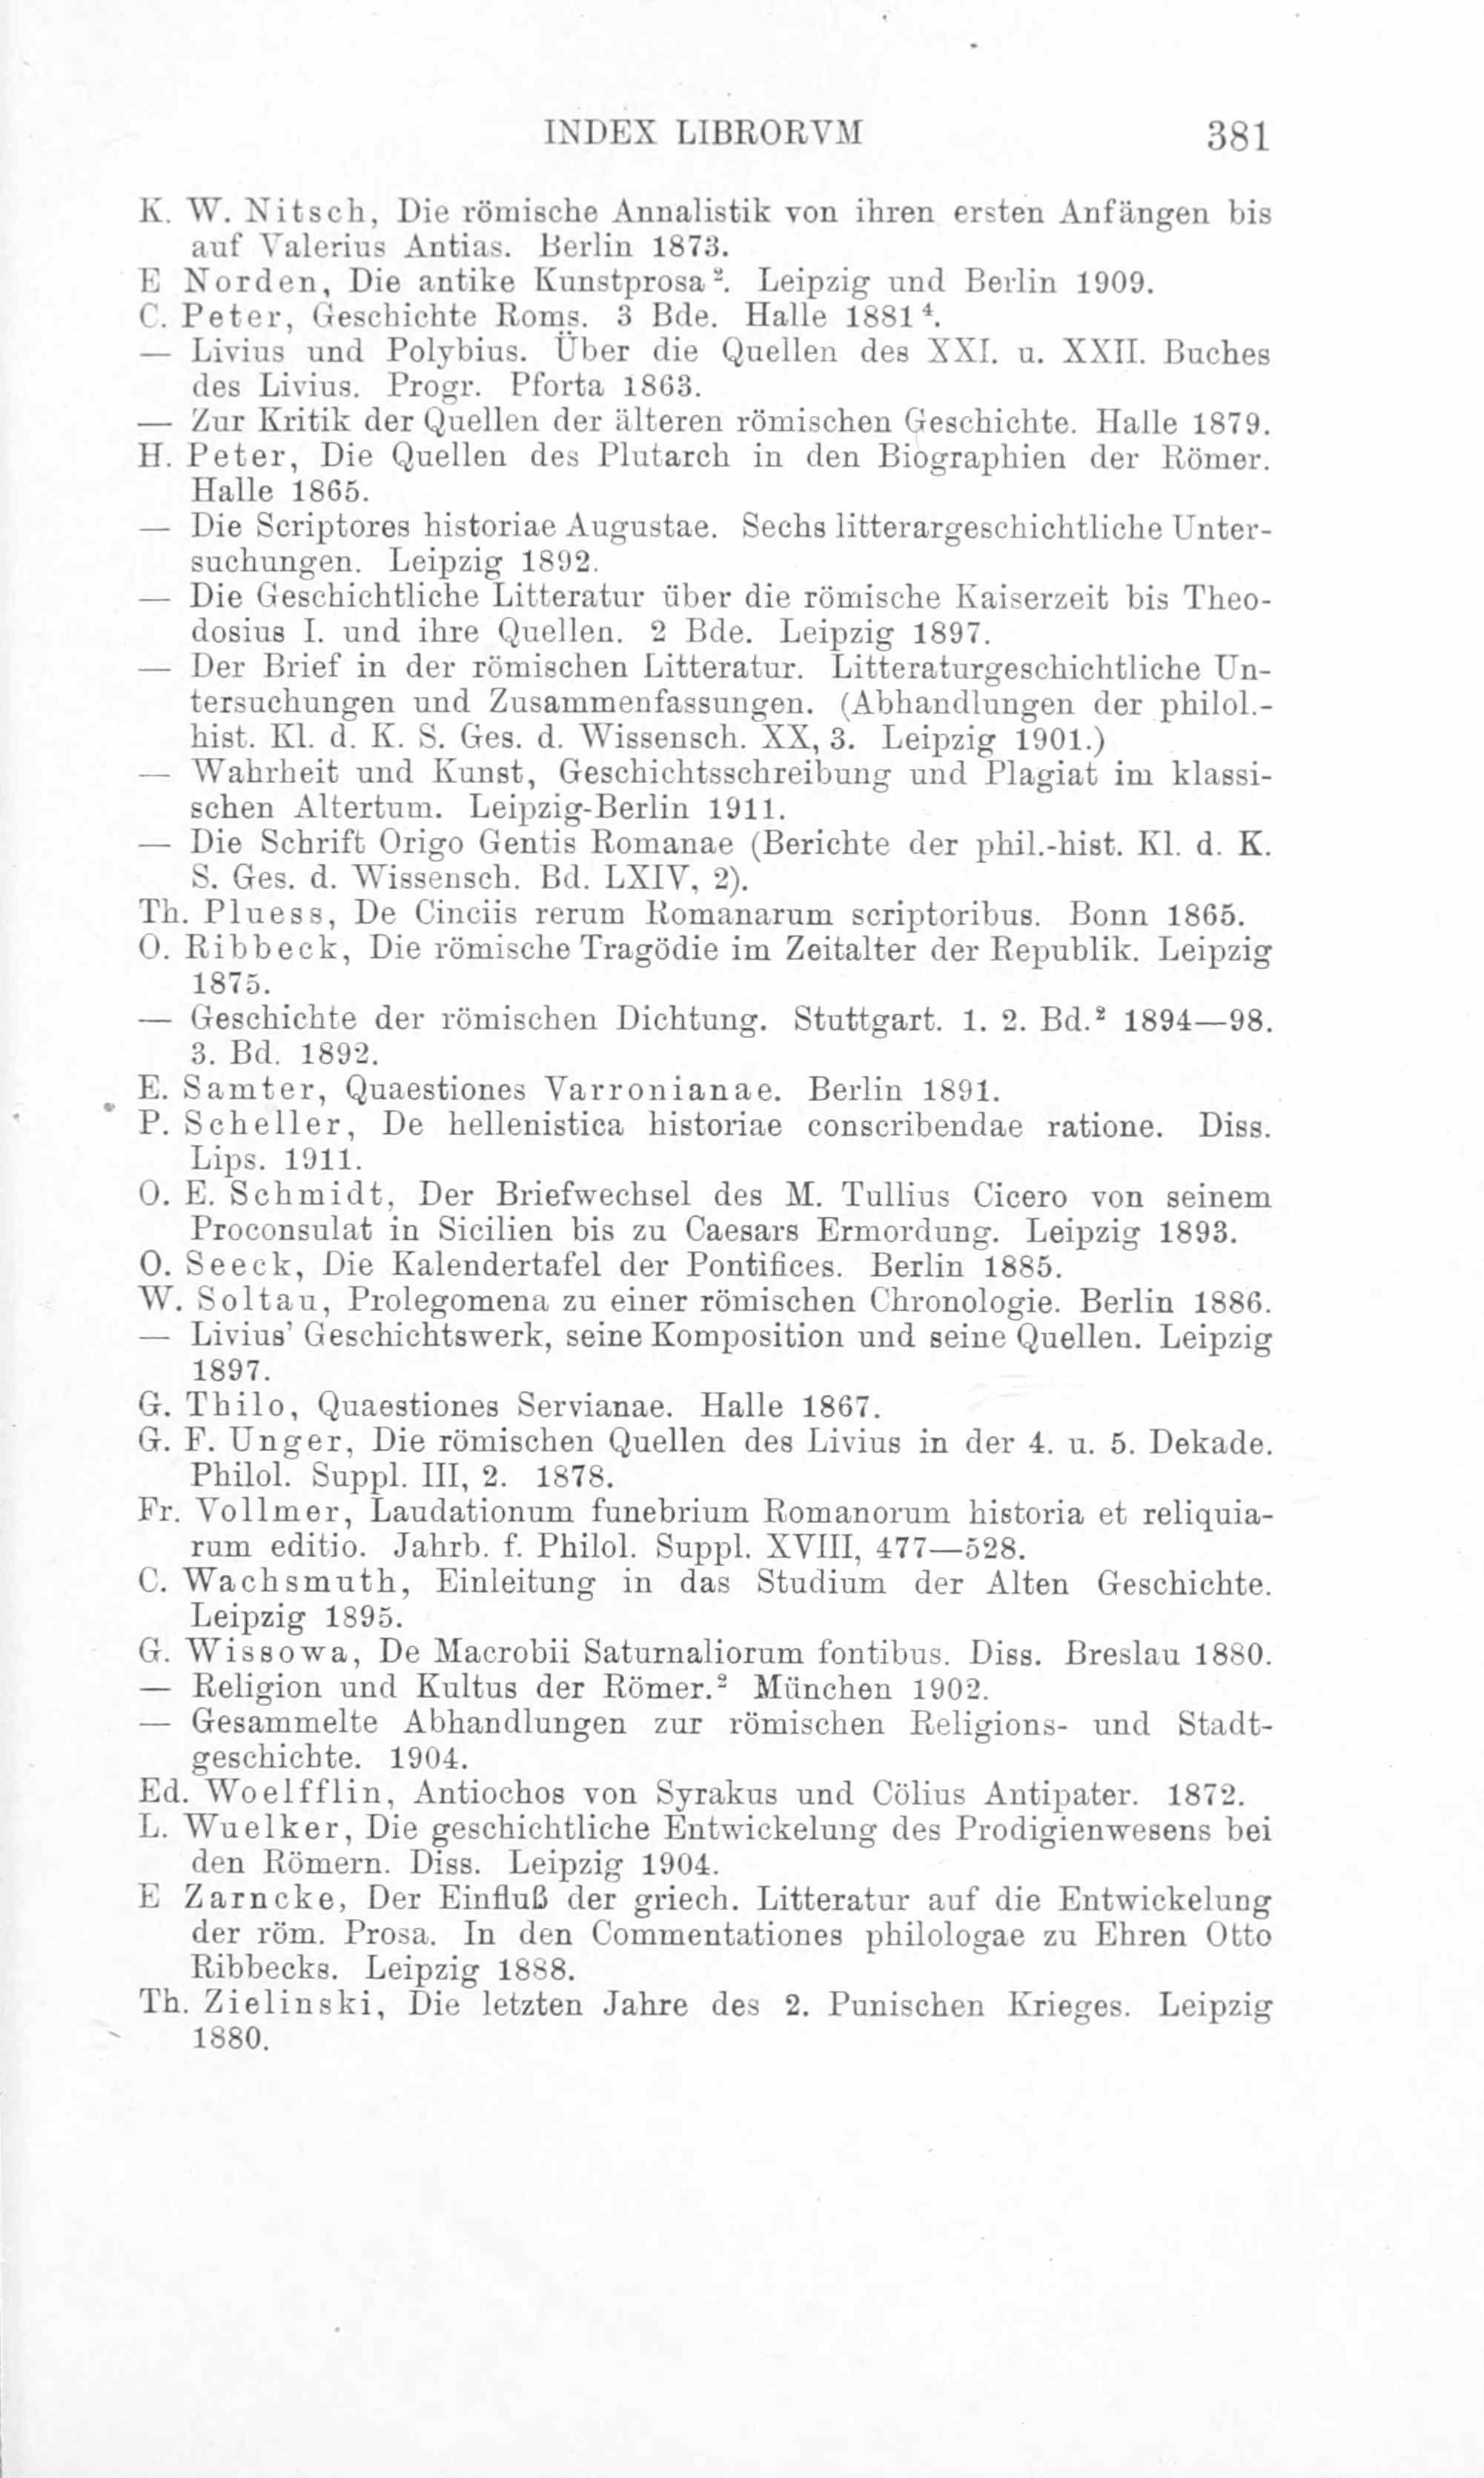 INDEX LIBRORVM 381
K. W. Nitsch, Die römische Annalistik von ihren ersten Anfängen bis
auf Valerius Antias. Berlin 1873.
E Norden, Die antike Kunstprosa². Leipzig und Berlin 1909.
C. Peter, Geschichte Roms. 3 Bde. Halle 1881⁴.
— Livius und Polybius. Über die Quellen des XXI. u. XXII. Buches
des Livius. Progr. Pforta 1863.
— Zur Kritik der Quellen der älteren römischen Geschichte. Halle 1879.
H. Peter, Die Quellen des Plutarch in den Biographien der Römer.
Halle 1865.
— Die Scriptores historiae Augustae. Sechs litterargeschichtliche Unter-
suchungen. Leipzig 1892.
— Die Geschichtliche Litteratur über die römische Kaiserzeit bis Theo-
dosius I. und ihre Quellen. 2 Bde. Leipzig 1897.
— Der Brief in der römischen Litteratur. Litteraturgeschichtliche Un-
tersuchungen und Zusammenfassungen. (Abhandlungen der philol.-
hist. Kl. d. K. S. Ges. d. Wissensch. XX, 3. Leipzig 1901.)
— Wahrheit und Kunst, Geschichtsschreibung und Plagiat im klassi-
schen Altertum. Leipzig-Berlin 1911.
— Die Schrift Origo Gentis Romanae (Berichte der phil.-hist. Kl. d. K.
S. Ges. d. Wissensch. Bd. LXIV, 2).
Th. Pluess, De Cinciis rerum Romanarum scriptoribus. Bonn 1865.
O. Ribbeck, Die römische Tragödie im Zeitalter der Republik. Leipzig
1875.
— Geschichte der römischen Dichtung. Stuttgart. 1. 2. Bd.² 1894—98.
3. Bd. 1892.
E. Samter, Quaestiones Varronianae. Berlin 1891.
P. Scheller, De hellenistica historiae conscribendae ratione. Diss.
Lips. 1911.
O. E. Schmidt, Der Briefwechsel des M. Tullius Cicero von seinem
Proconsulat in Sicilien bis zu Caesars Ermordung. Leipzig 1893.
O. Seeck, Die Kalendertafel der Pontifices. Berlin 1885.
W. Soltau, Prolegomena zu einer römischen Chronologie. Berlin 1886.
— Livius' Geschichtswerk, seine Komposition und seine Quellen. Leipzig
1897.
G. Thilo, Quaestiones Servianae. Halle 1867.
G. F. Unger, Die römischen Quellen des Livius in der 4. u. 5. Dekade.
Philol. Suppl. III, 2. 1878.
Fr. Vollmer, Laudationum funebrium Romanorum historia et reliquia-
rum editio. Jahrb. f. Philol. Suppl. XVIII, 477—528.
C. Wachsmuth, Einleitung in das Studium der Alten Geschichte.
Leipzig 1895.
G. Wissowa, De Macrobii Saturnaliorum fontibus. Diss. Breslau 1880.
— Religion und Kultus der Römer.² München 1902.
— Gesammelte Abhandlungen zur römischen Religions- und Stadt-
geschichte. 1904.
Ed. Woelfflin, Antiochos von Syrakus und Cölius Antipater. 1872.
L. Wuelker, Die geschichtliche Entwickelung des Prodigienwesens bei
den Römern. Diss. Leipzig 1904.
E Zarncke, Der Einfluß der griech. Litteratur auf die Entwickelung
der röm. Prosa. In den Commentationes philologae zu Ehren Otto
Ribbecks. Leipzig 1888.
Th. Zielinski, Die letzten Jahre des 2. Punischen Krieges. Leipzig
1880.